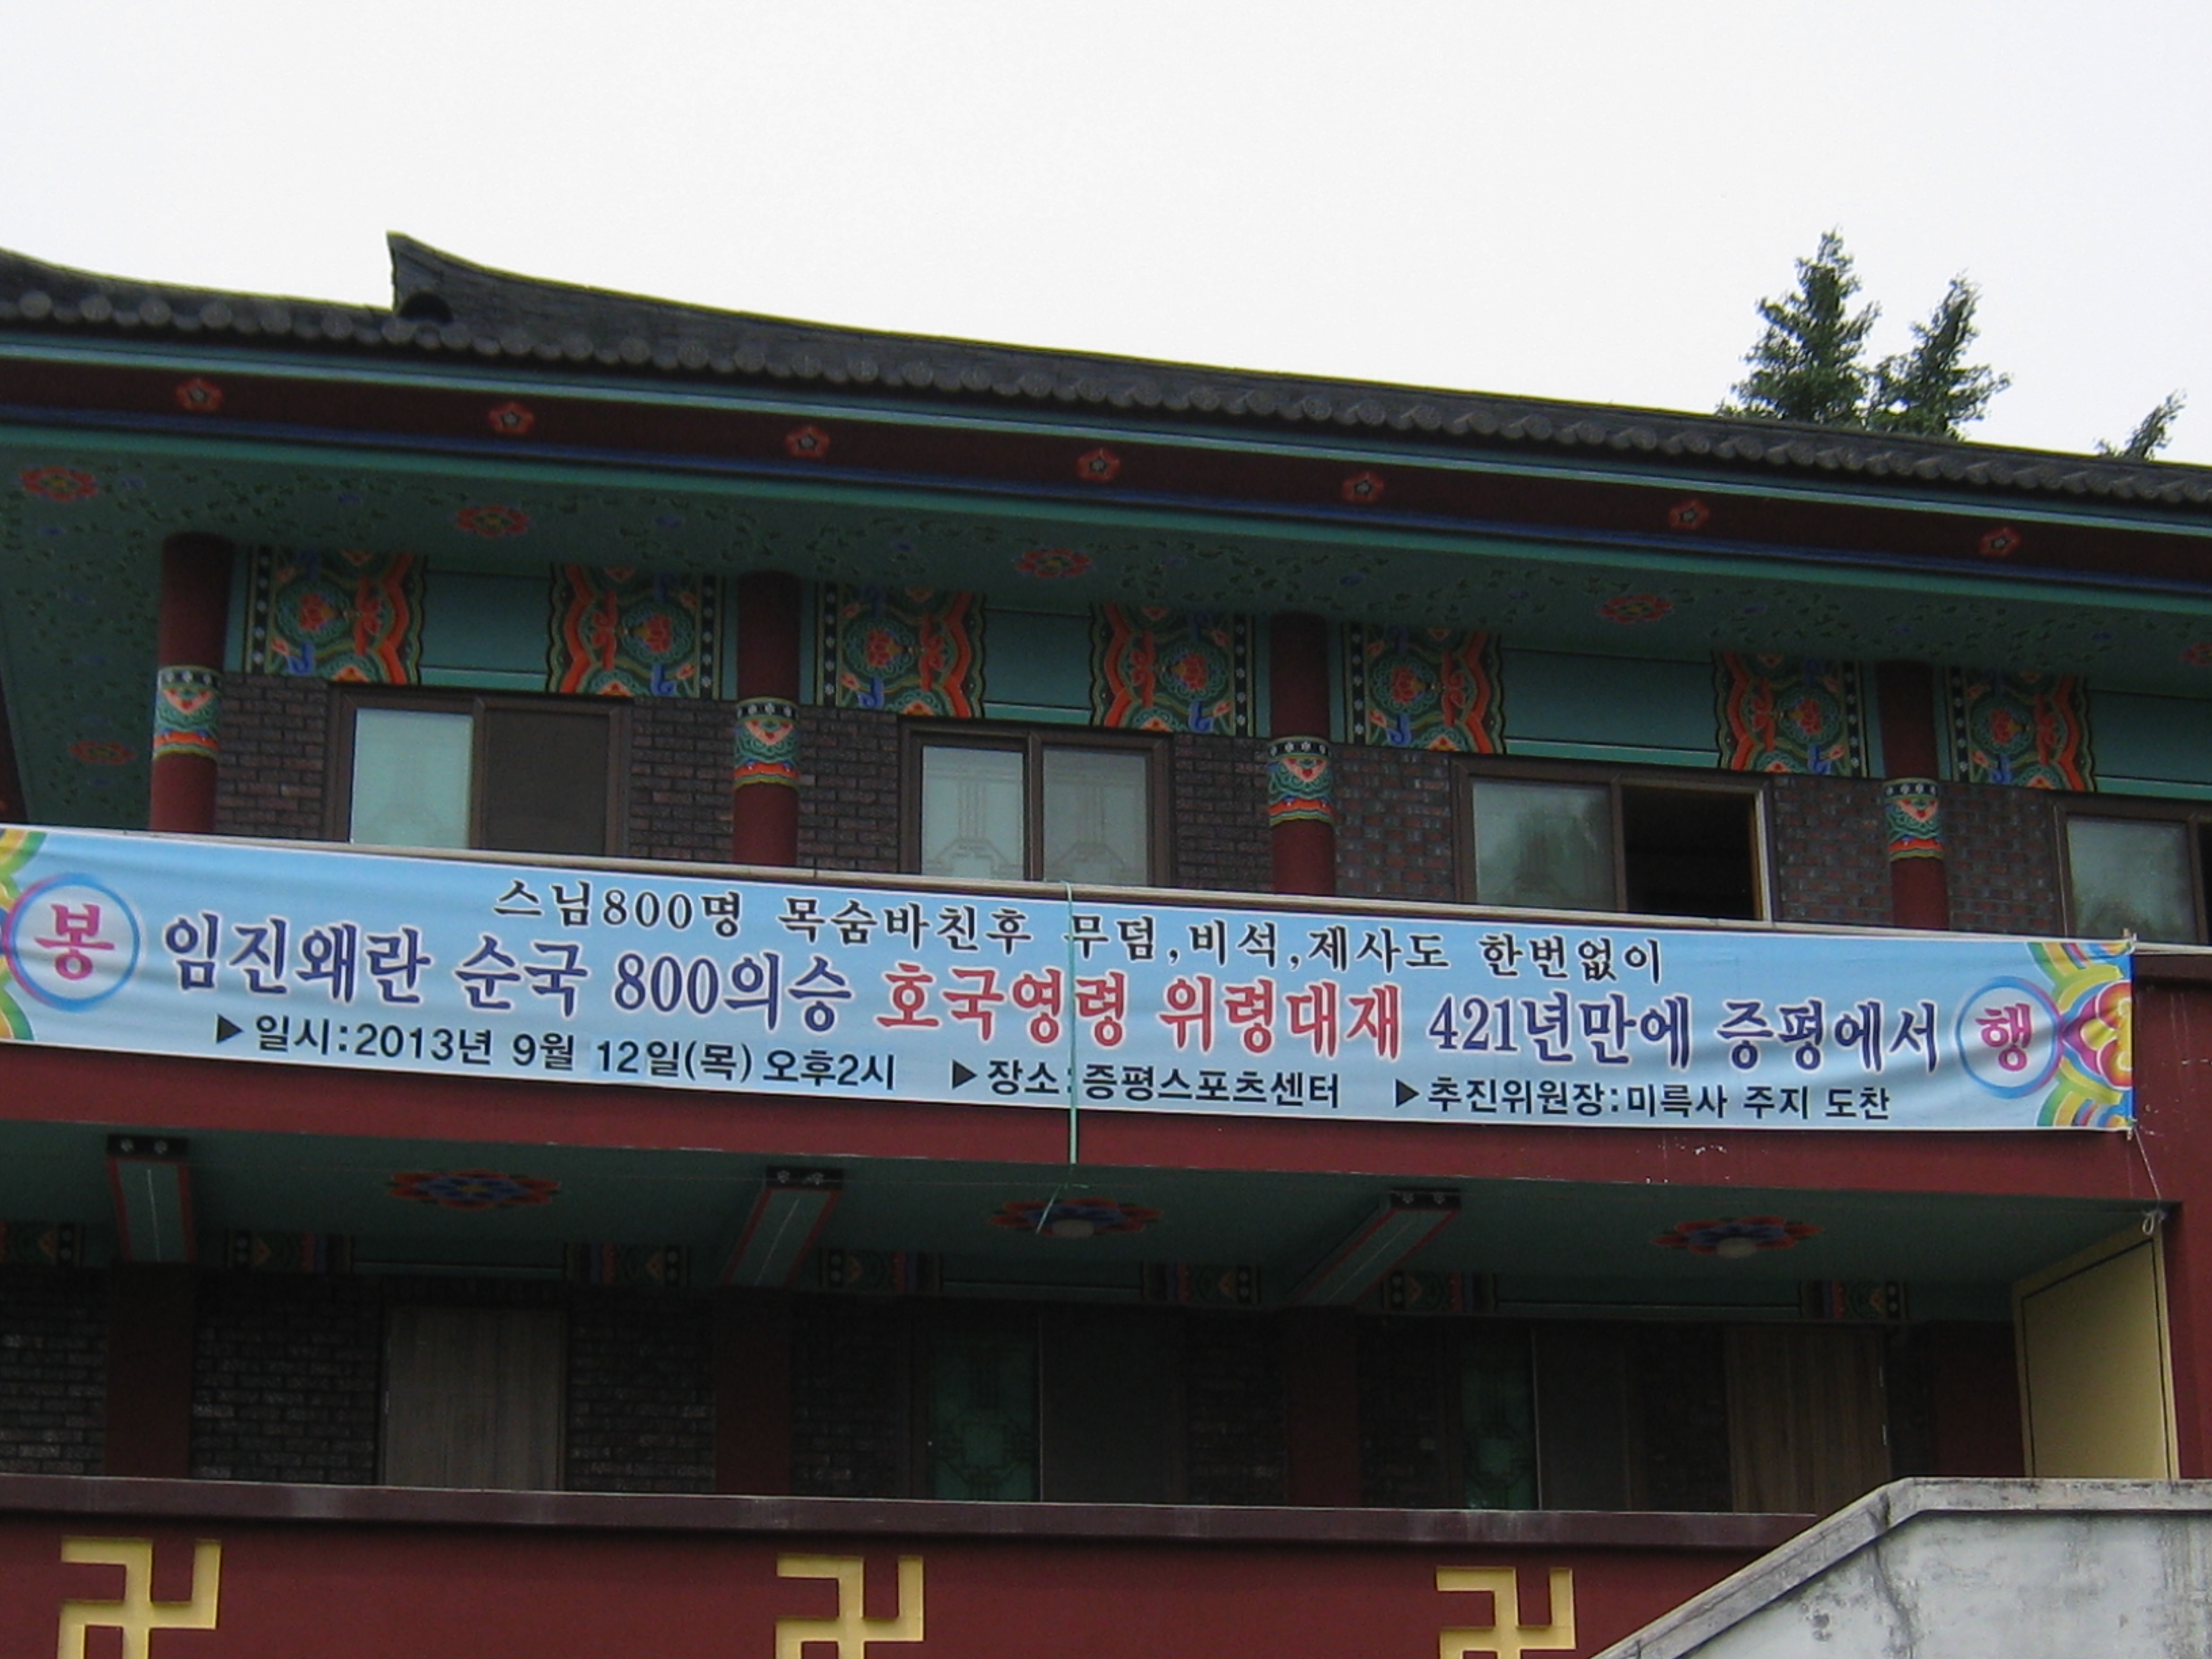 스님800명 목숨바친후 무덤,비석,제사도 한번없이
봉 임진왜란 순국 800의승 호국영령 위령대재 421년만에 증평에서 행
▶일시:2013년 9월 12일(목) 오후2시 ▶장소:증평스포츠센터 ▶추진위원장:미륵사 주지 도찬